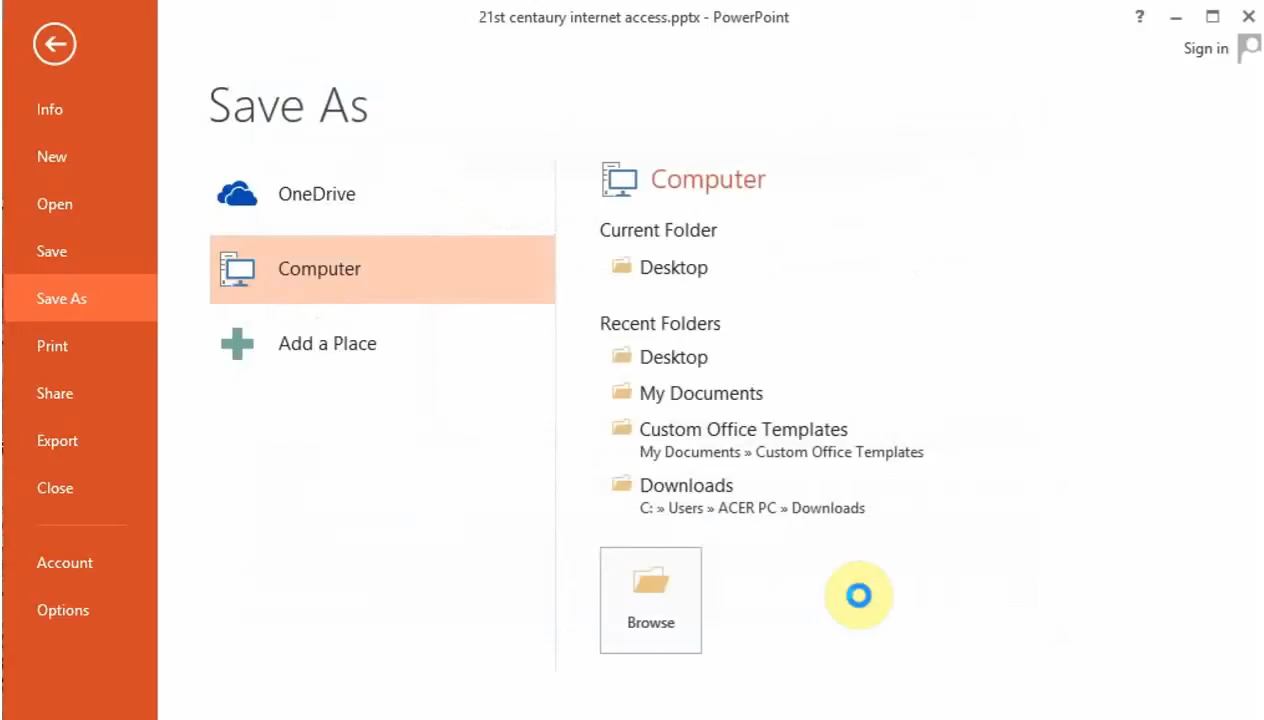 21st centaury internet access.pptx - PowerPoint
?
Sign in
Info
New
Open
Save
Save As
Print
Share
Export
Close
Account
Options
Save As
OneDrive
Computer
Add a Place
Computer
Current Folder
Desktop
Recent Folders
Desktop
My Documents
Custom Office Templates
My Documents » Custom Office Templates
Downloads
C: » Users » ACER PC » Downloads
Browse